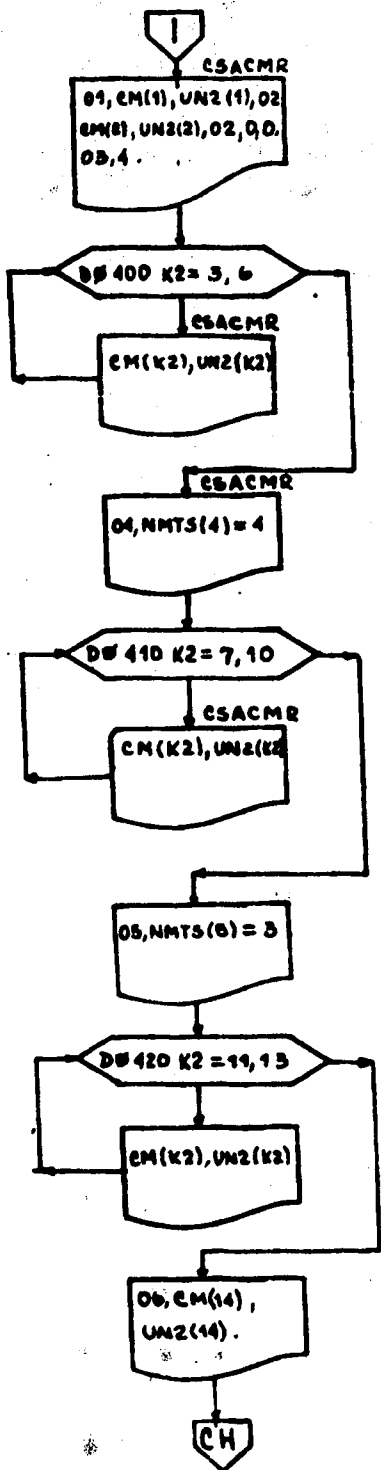 1
CSACMR
01, CM(1), UN2(1), 02
CM(2), UN2(2), 02, 0,0.
03, 4.
DØ 400 K2 = 3, 6
CSACMR
CM(K2), UN2(K2)
CSACMR
04, NMTS(4) = 4
DØ 410 K2 = 7, 10
CSACMR
CM(K2), UN2(K2
05, NMTS(5) = 3
DØ 420 K2 = 11, 13
CM(K2), UN2(K2)
06, CM(14),
UN2(14).
CH